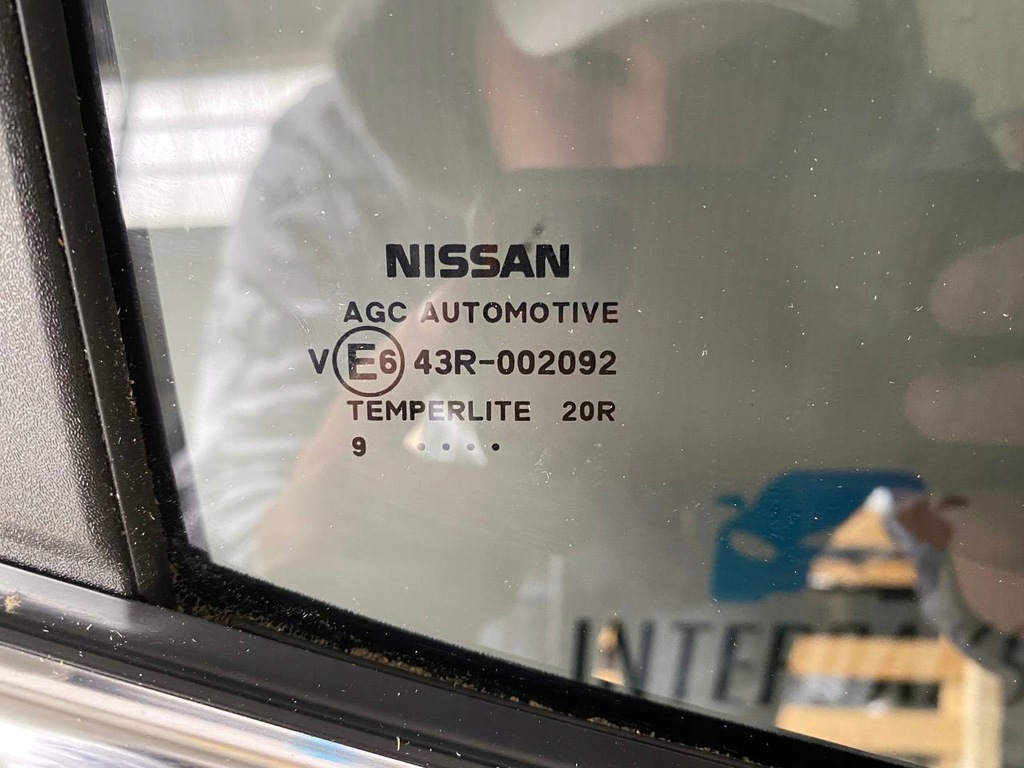 NISSAN
AGC AUTOMOTIVE
V E6 43R-002092
TEMPERLITE 20R
9 • • • •